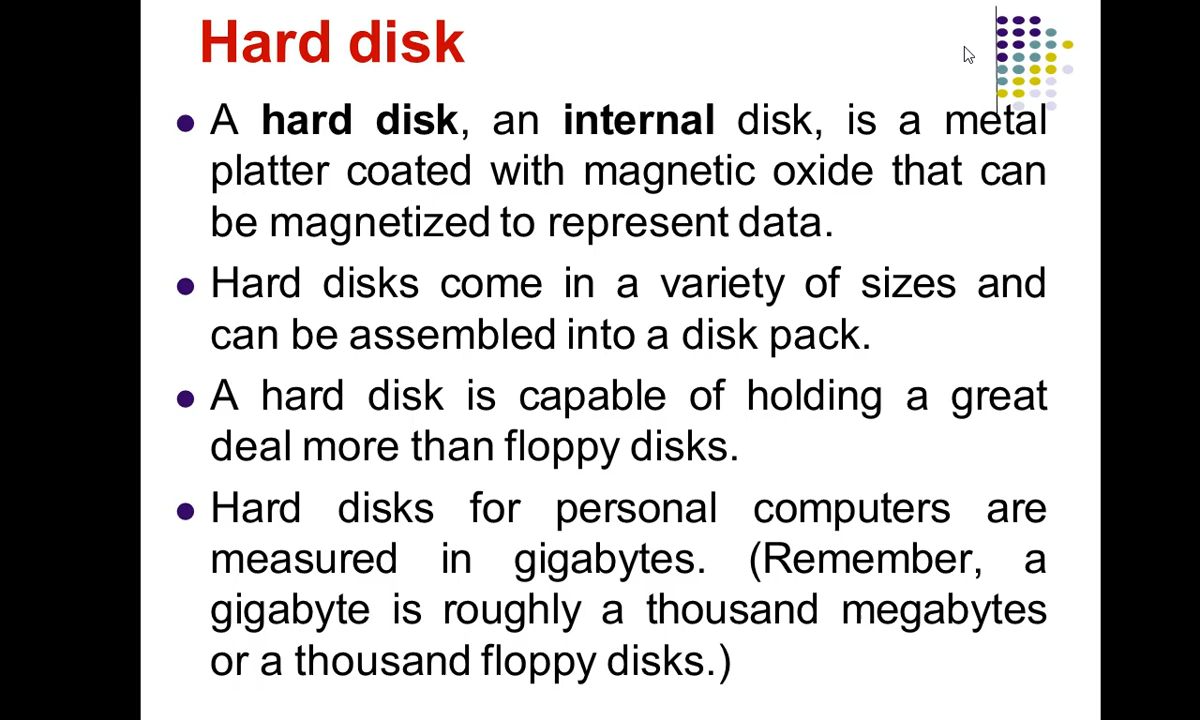 Hard disk
● A hard disk, an internal disk, is a metal
platter coated with magnetic oxide that can
be magnetized to represent data.
● Hard disks come in a variety of sizes and
can be assembled into a disk pack.
● A hard disk is capable of holding a great
deal more than floppy disks.
● Hard disks for personal computers are
measured in gigabytes. (Remember, a
gigabyte is roughly a thousand megabytes
or a thousand floppy disks.)